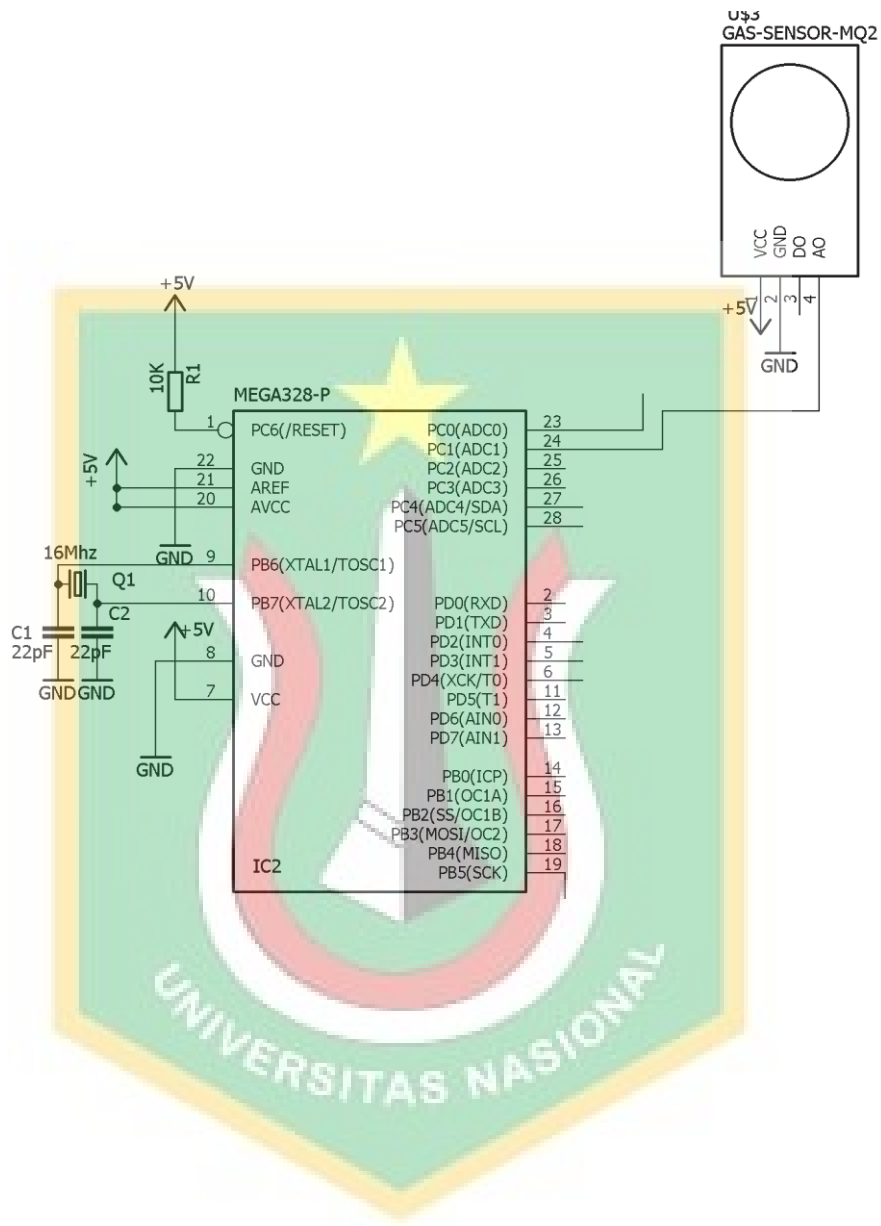 U$3
GAS-SENSOR-MQ2
VCC
GND
DO
AO
1
2
3
4
+5V
GND
+5V
10K
R1
MEGA328-P
1
PC6(/RESET)
22
GND
21
AREF
20
AVCC
+5V
GND
16Mhz
Q1
9
PB6(XTAL1/TOSC1)
10
PB7(XTAL2/TOSC2)
C1
22pF
C2
22pF
GND
GND
+5V
8
GND
7
VCC
GND
PC0(ADC0)
23
PC1(ADC1)
24
PC2(ADC2)
25
PC3(ADC3)
26
PC4(ADC4/SDA)
27
PC5(ADC5/SCL)
28
PD0(RXD)
2
PD1(TXD)
3
PD2(INT0)
4
PD3(INT1)
5
PD4(XCK/T0)
6
PD5(T1)
11
PD6(AIN0)
12
PD7(AIN1)
13
PB0(ICP)
14
PB1(OC1A)
15
PB2(SS/OC1B)
16
PB3(MOSI/OC2)
17
PB4(MISO)
18
PB5(SCK)
19
IC2
UNIVERSITAS NASIONAL